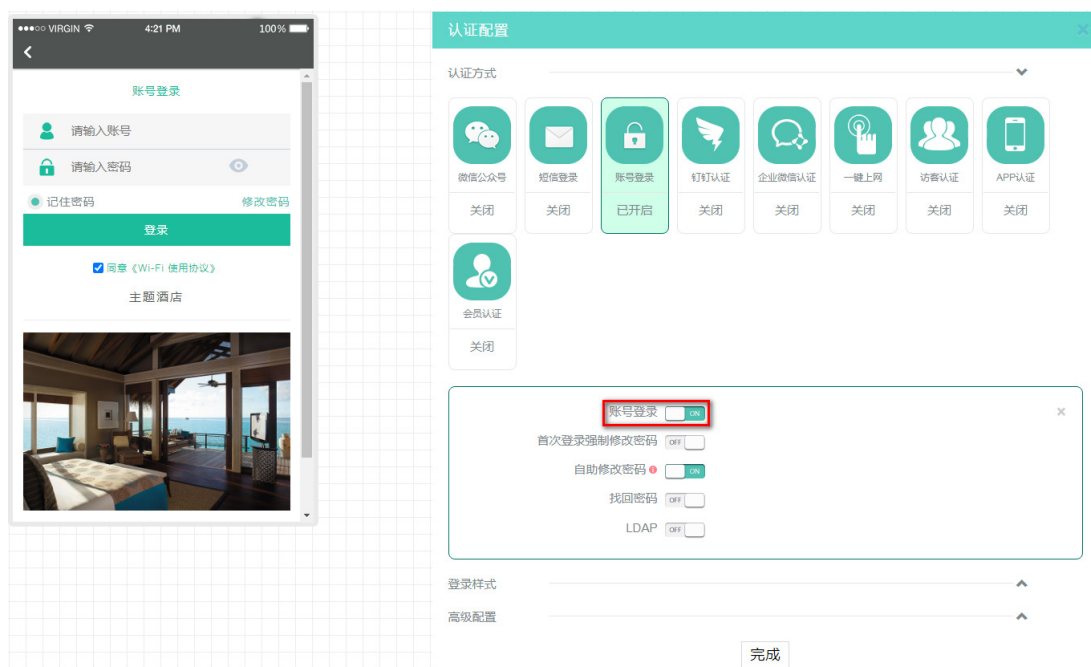 ●●●○○ VIRGIN 4:21 PM 100%
账号登录
请输入账号
请输入密码
记住密码 修改密码
登录
同意《Wi-Fi 使用协议》
主题酒店
认证配置
认证方式
微信公众号 短信登录 账号登录 钉钉认证 企业微信认证 一键上网 访客认证 APP认证
关闭 关闭 已开启 关闭 关闭 关闭 关闭 关闭
会员认证
关闭
账号登录 ON
首次登录强制修改密码 OFF
自助修改密码 ON
找回密码 OFF
LDAP OFF
登录样式
高级配置
完成